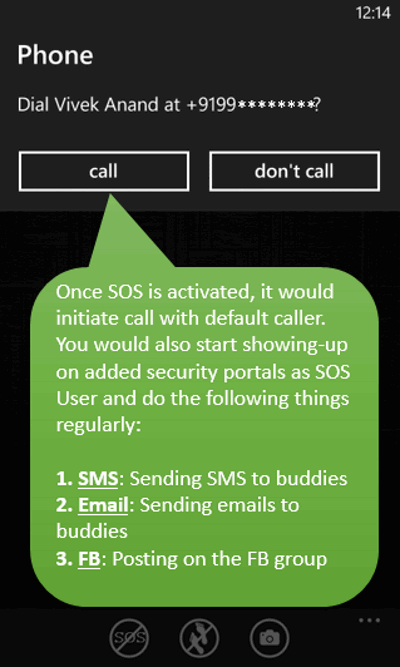 12:14
Phone
Dial Vivek Anand at +9199********?
call
don't call
Once SOS is activated, it would
initiate call with default caller.
You would also start showing-up
on added security portals as SOS
User and do the following things
regularly:
1. SMS: Sending SMS to buddies
2. Email: Sending emails to
buddies
3. FB: Posting on the FB group
SOS